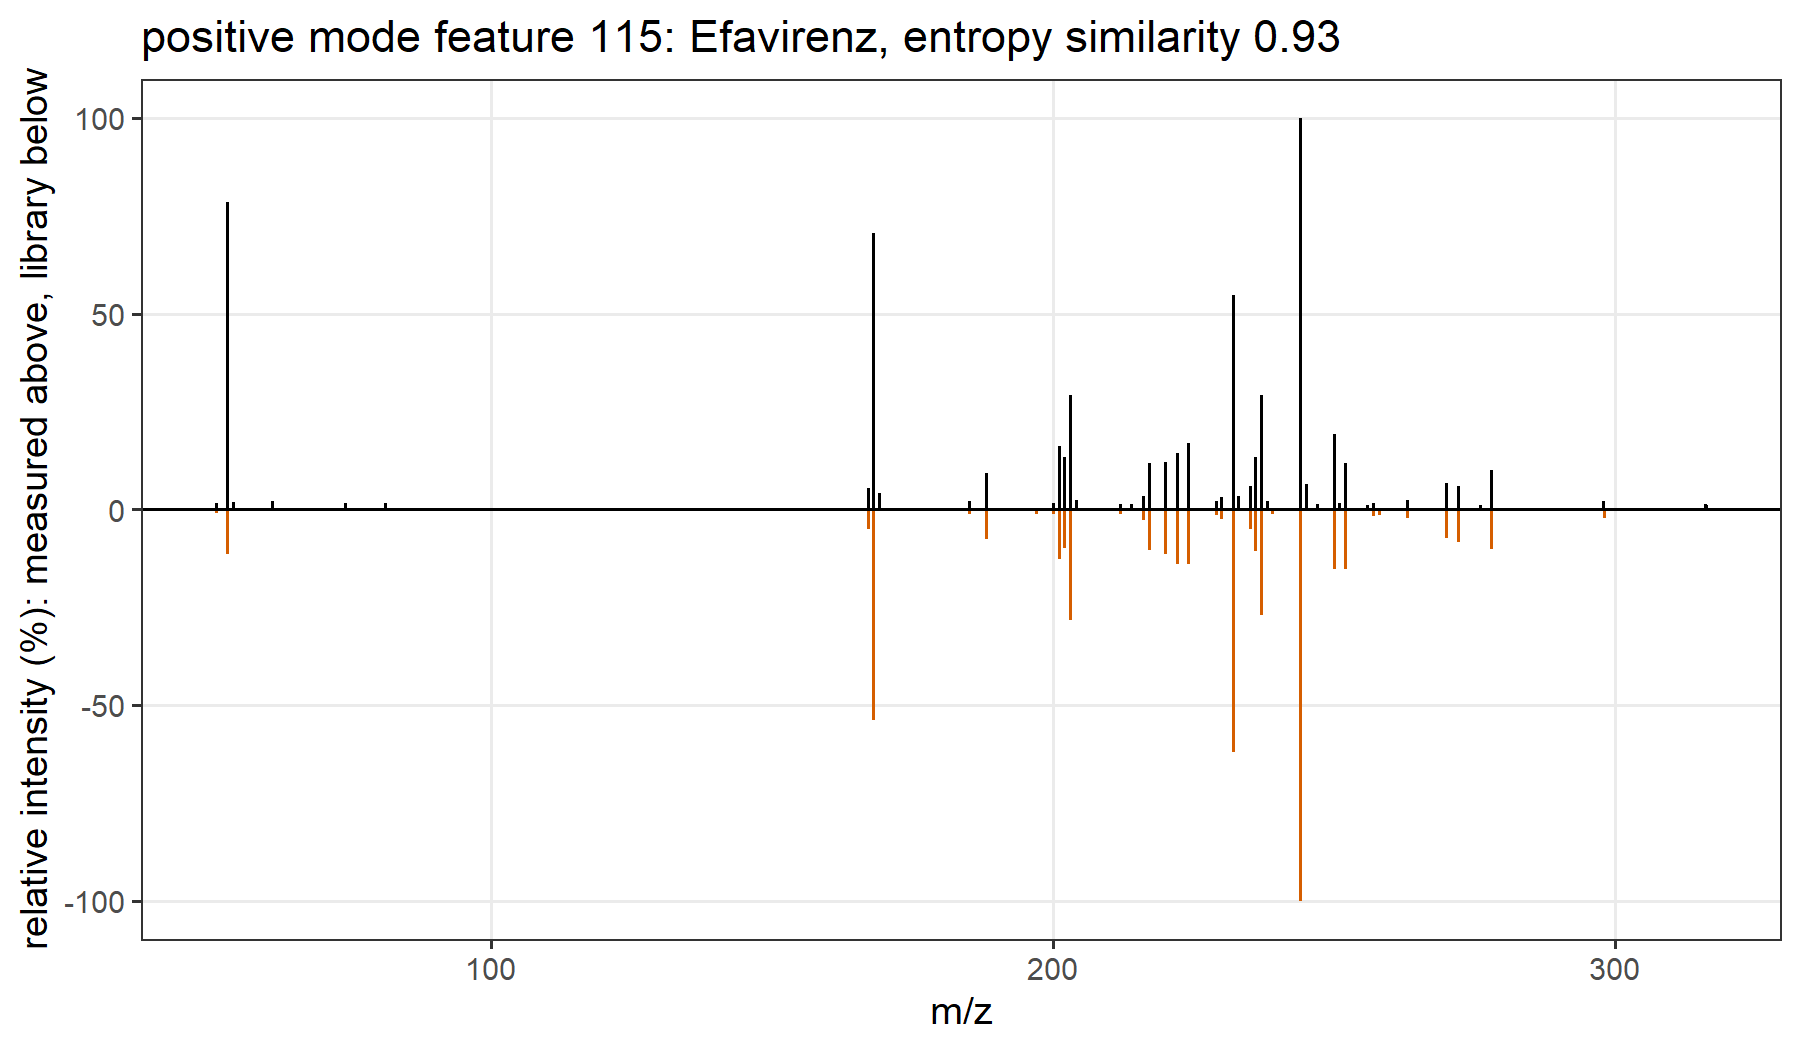 positive mode feature 115: Efavirenz, entropy similarity 0.93
relative intensity (%): measured above, library below
100
50
0
-50
-100
100
200
300
m/z